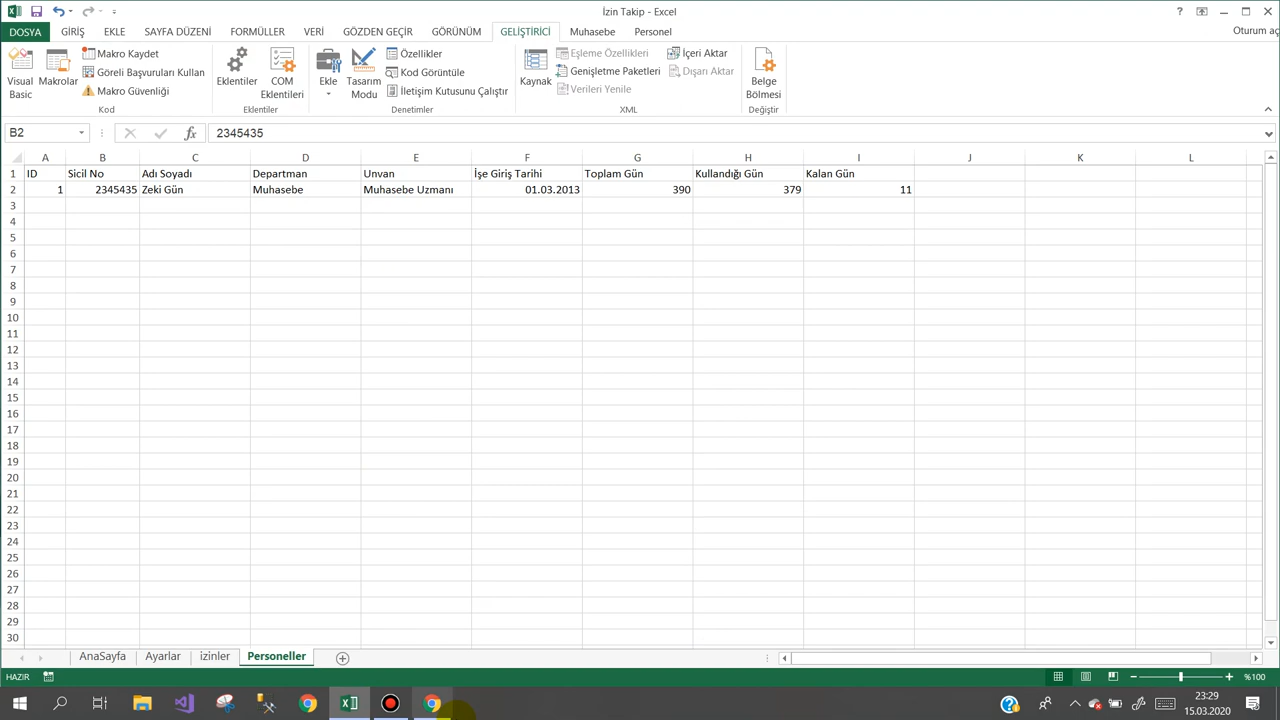 İzin Takip - Excel
DOSYA GİRİŞ EKLE SAYFA DÜZENİ FORMÜLLER VERİ GÖZDEN GEÇİR GÖRÜNÜM GELİŞTİRİCİ Muhasebe Personel Oturum aç
Visual Basic
Makrolar
Makro Kaydet
Göreli Başvuruları Kullan
Makro Güvenliği
Kod
Eklentiler
COM Eklentileri
Eklentiler
Ekle
Tasarım Modu
Özellikler
Kod Görüntüle
İletişim Kutusunu Çalıştır
Denetimler
Kaynak
Eşleme Özellikleri
Genişletme Paketleri
Verileri Yenile
İçeri Aktar
Dışarı Aktar
XML
Belge Bölmesi
Değiştir
B2 fx 2345435
A B C D E F G H I J K L
1 ID Sicil No Adı Soyadı Departman Unvan İşe Giriş Tarihi Toplam Gün Kullandığı Gün Kalan Gün
2 1 2345435 Zeki Gün Muhasebe Muhasebe Uzmanı 01.03.2013 390 379 11
3
4
5
6
7
8
9
10
11
12
13
14
15
16
17
18
19
20
21
22
23
24
25
26
27
28
29
30
AnaSayfa Ayarlar izinler Personeller
HAZIR %100
23:29
15.03.2020